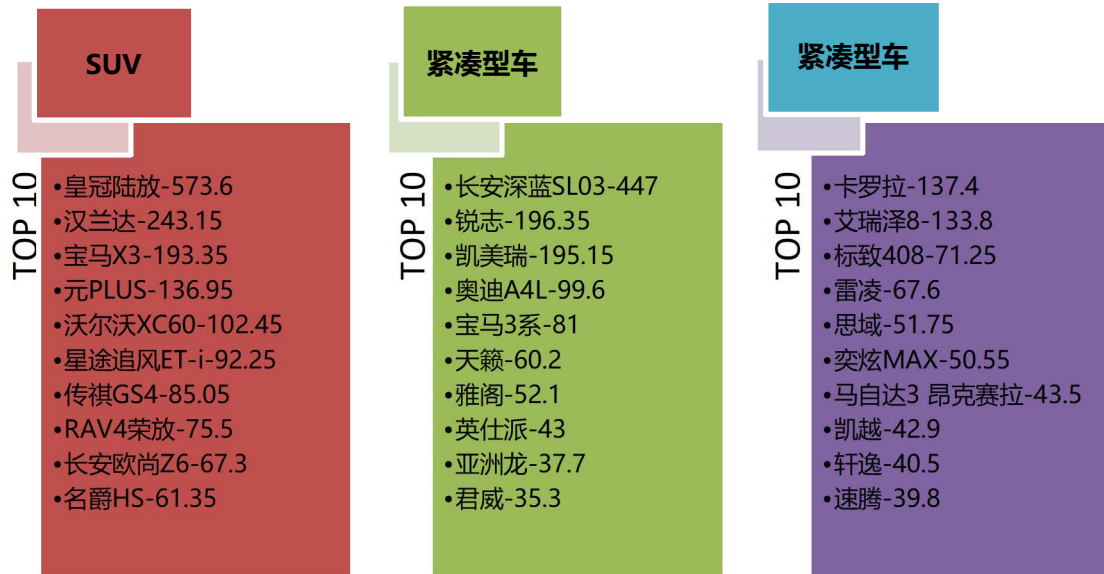 SUV
TOP 10
•皇冠陆放-573.6
•汉兰达-243.15
•宝马X3-193.35
•元PLUS-136.95
•沃尔沃XC60-102.45
•星途追风ET-i-92.25
•传祺GS4-85.05
•RAV4荣放-75.5
•长安欧尚Z6-67.3
•名爵HS-61.35
紧凑型车
TOP 10
•长安深蓝SL03-447
•锐志-196.35
•凯美瑞-195.15
•奥迪A4L-99.6
•宝马3系-81
•天籁-60.2
•雅阁-52.1
•英仕派-43
•亚洲龙-37.7
•君威-35.3
紧凑型车
TOP 10
•卡罗拉-137.4
•艾瑞泽8-133.8
•标致408-71.25
•雷凌-67.6
•思域-51.75
•奕炫MAX-50.55
•马自达3 昂克赛拉-43.5
•凯越-42.9
•轩逸-40.5
•速腾-39.8